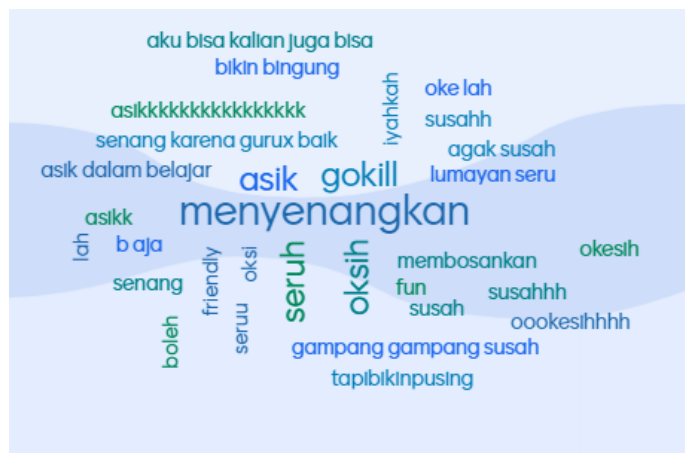 aku bisa kalian juga bisa
bikin bingung
iyahkah
oke lah
asikkkkkkkkkkkkkkkkk
susahh
senang karena gurux baik
agak susah
asik dalam belajar
asik
gokill
lumayan seru
menyenangkan
asikk
lah
b aja
friendly
oksi
seruh
oksih
membosankan
okesih
senang
fun
susahhh
susah
seruu
boleh
oookesihhhh
gampang gampang susah
tapibikinpusing